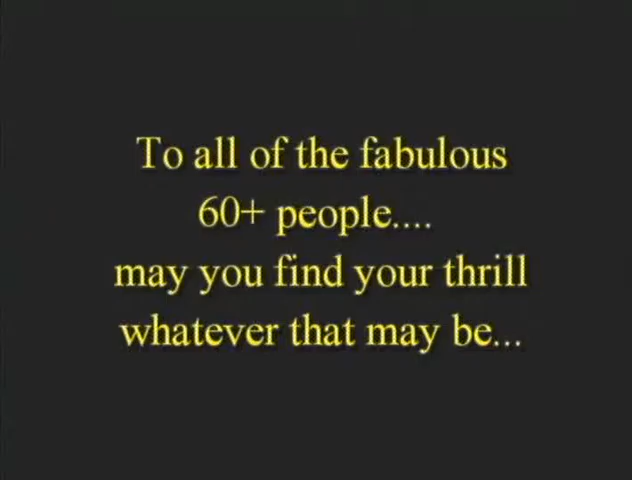 To all of the fabulous
60+ people....
may you find your thrill
whatever that may be...